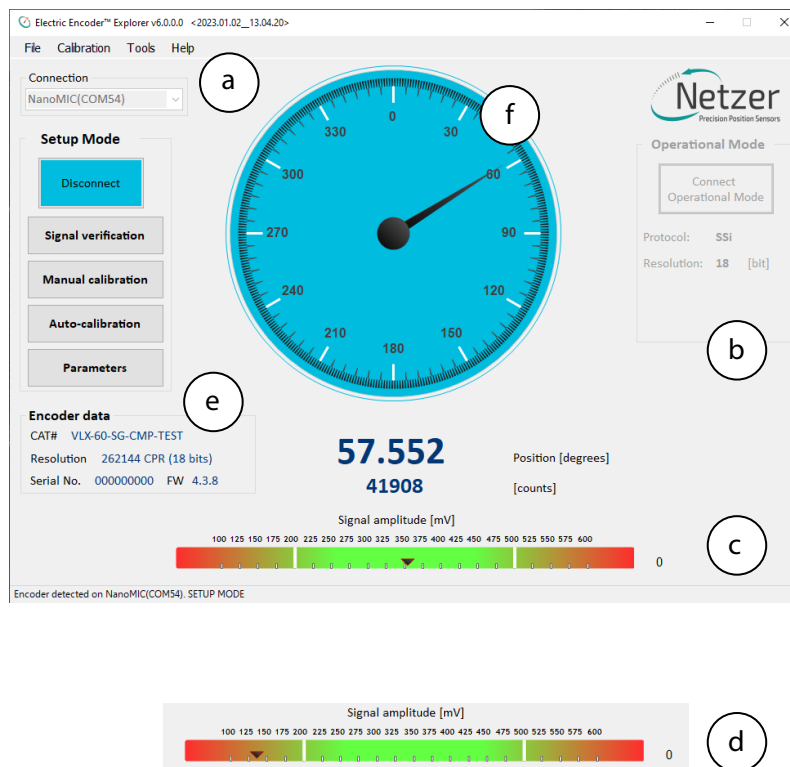 Electric Encoder™ Explorer v6.0.0.0 <2023.01.02__13.04.20>
File Calibration Tools Help
Connection
NanoMIC(COM54)
a
Setup Mode
Disconnect
Signal verification
Manual calibration
Auto-calibration
Parameters
e
Encoder data
CAT# VLX-60-SG-CMP-TEST
Resolution 262144 CPR (18 bits)
Serial No. 000000000 FW 4.3.8
f
0
30
60
90
120
150
180
210
240
270
300
330
Netzer
Precision Position Sensors
Operational Mode
Connect
Operational Mode
Protocol: SSi
Resolution: 18 [bit]
b
57.552 Position [degrees]
41908 [counts]
Signal amplitude [mV]
100 125 150 175 200 225 250 275 300 325 350 375 400 425 450 475 500 525 550 575 600
0
c
Encoder detected on NanoMIC(COM54). SETUP MODE
Signal amplitude [mV]
100 125 150 175 200 225 250 275 300 325 350 375 400 425 450 475 500 525 550 575 600
0
d